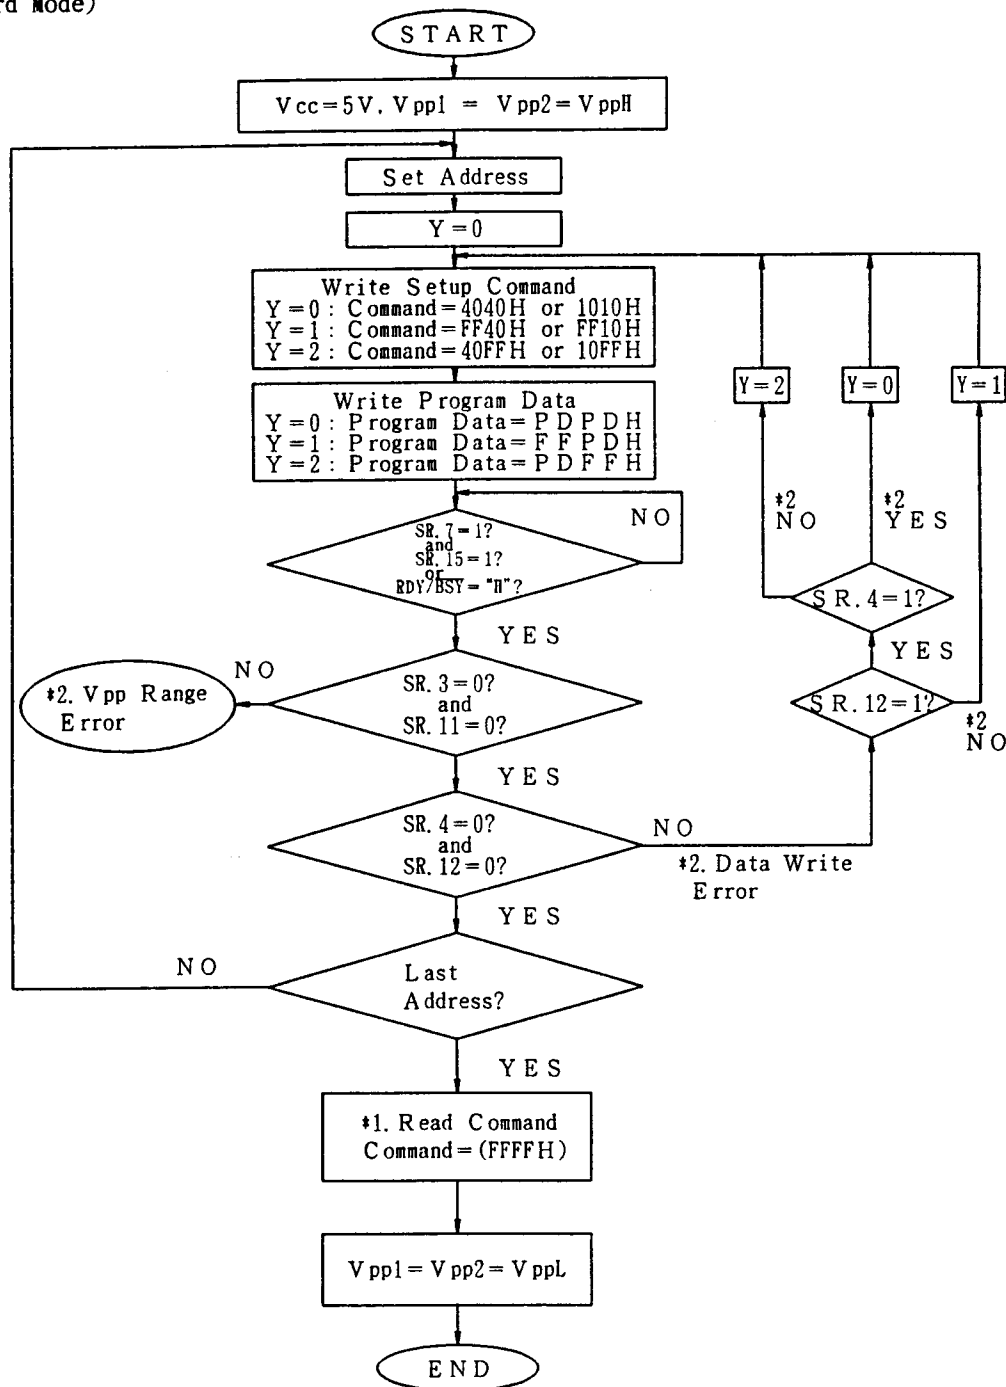 rd Mode)
START
Vcc=5V. Vpp1 = Vpp2=VppH
Set Address
Y=0
Write Setup Command
Y=0: Command=4040H or 1010H
Y=1: Command=FF40H or FF10H
Y=2: Command=40FFH or 10FFH
Write Program Data
Y=0: Program Data=PDPDH
Y=1: Program Data=FFPDH
Y=2: Program Data=PDFFH
Y=2
Y=0
Y=1
SR.7=1?
and
SR.15=1?
or
RDY/BSY="H"?
NO
YES
*2
NO
*2
YES
SR.4=1?
YES
SR.12=1?
*2
NO
SR.3=0?
and
SR.11=0?
NO
*2. Vpp Range
Error
YES
SR.4=0?
and
SR.12=0?
NO
*2. Data Write
Error
YES
Last
Address?
NO
YES
*1. Read Command
Command=(FFFFH)
Vpp1=Vpp2=VppL
END